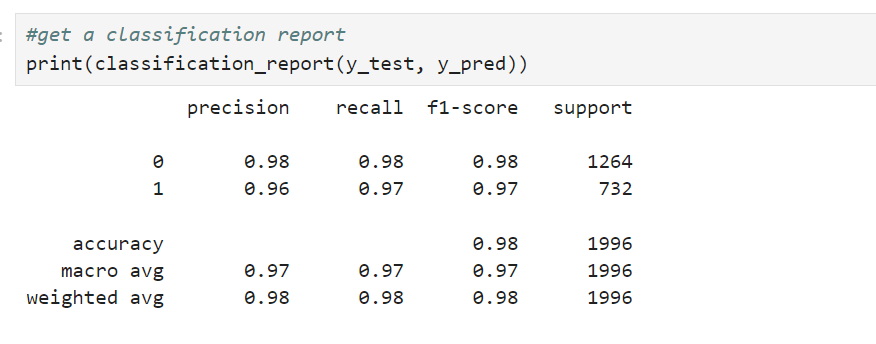 #get a classification report
print(classification_report(y_test, y_pred))
precision recall f1-score support
0 0.98 0.98 0.98 1264
1 0.96 0.97 0.97 732
accuracy 0.98 1996
macro avg 0.97 0.97 0.97 1996
weighted avg 0.98 0.98 0.98 1996